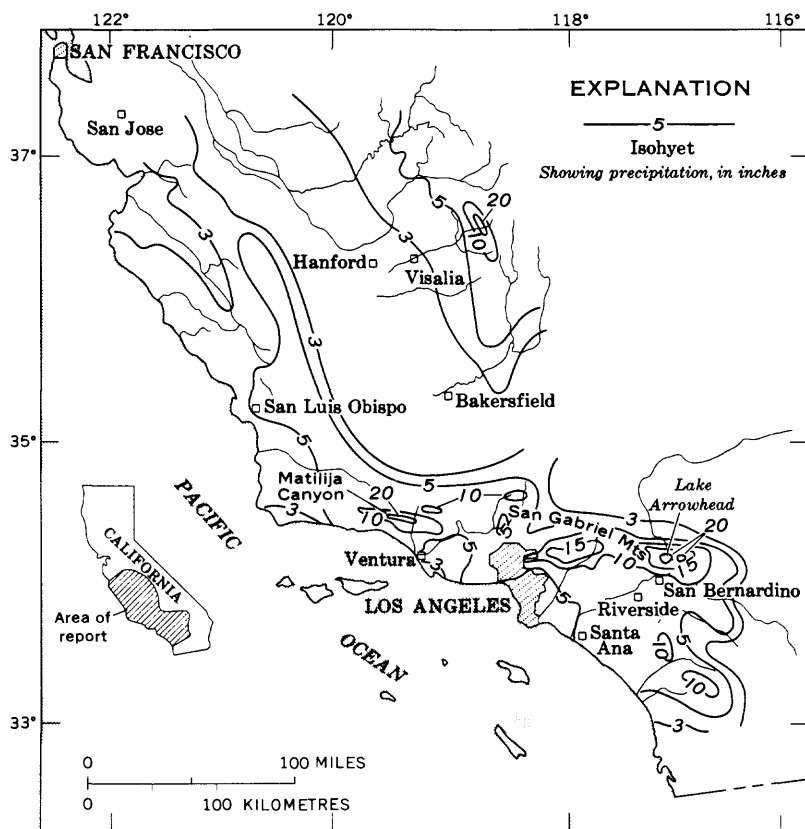 122° 120° 118° 116°
SAN FRANCISCO
San Jose
37°
EXPLANATION
5
Isohyet
Showing precipitation, in inches
20
5
10
3
3
Hanford
Visalia
3
Bakersfield
San Luis Obispo
35°
5
5
Matilija
Canyon
20
10
10
3
Lake
Arrowhead
20
San Gabriel Mts
3
5
15
10
15
5
Ventura
3
San Bernardino
LOS ANGELES
Riverside
5
Santa
Ana
5
10
10
3
33°
PACIFIC
OCEAN
CALIFORNIA
Area of
report
0 100 MILES
0 100 KILOMETRES